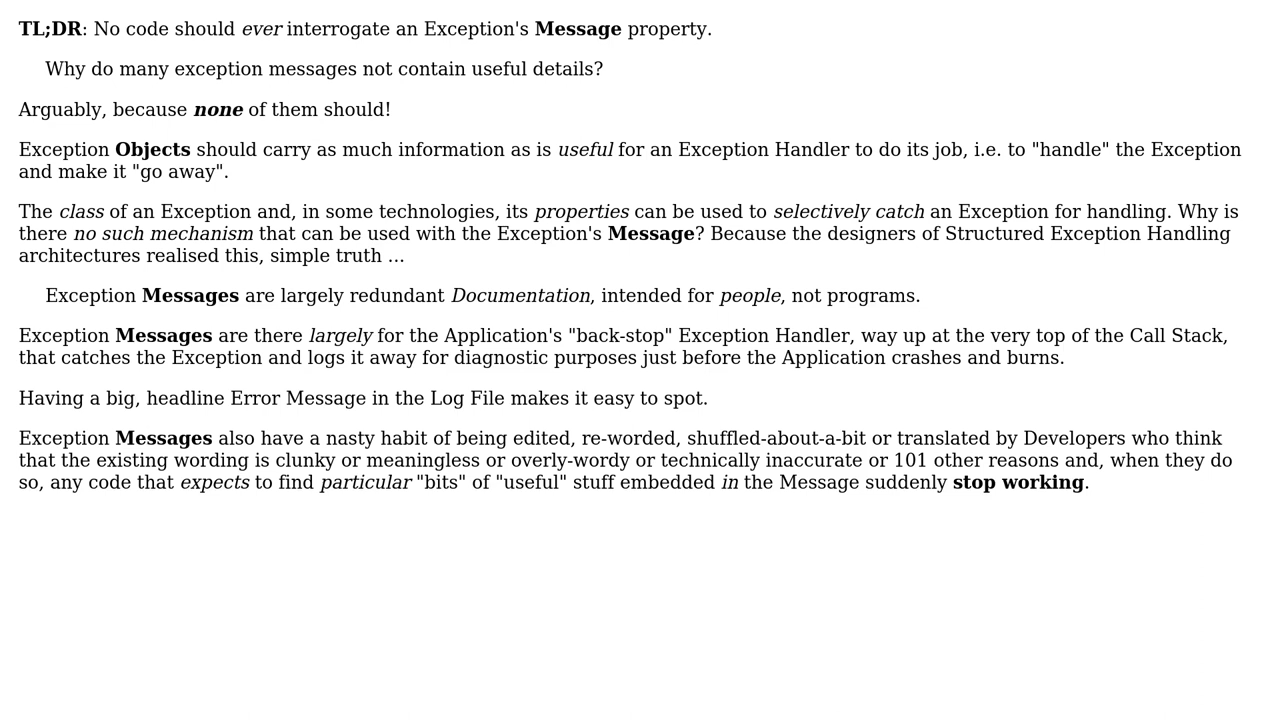 TL;DR: No code should ever interrogate an Exception's Message property.
Why do many exception messages not contain useful details?
Arguably, because none of them should!
Exception Objects should carry as much information as is useful for an Exception Handler to do its job, i.e. to "handle" the Exception
and make it "go away".
The class of an Exception and, in some technologies, its properties can be used to selectively catch an Exception for handling. Why is
there no such mechanism that can be used with the Exception's Message? Because the designers of Structured Exception Handling
architectures realised this, simple truth ...
Exception Messages are largely redundant Documentation, intended for people, not programs.
Exception Messages are there largely for the Application's "back-stop" Exception Handler, way up at the very top of the Call Stack,
that catches the Exception and logs it away for diagnostic purposes just before the Application crashes and burns.
Having a big, headline Error Message in the Log File makes it easy to spot.
Exception Messages also have a nasty habit of being edited, re-worded, shuffled-about-a-bit or translated by Developers who think
that the existing wording is clunky or meaningless or overly-wordy or technically inaccurate or 101 other reasons and, when they do
so, any code that expects to find particular "bits" of "useful" stuff embedded in the Message suddenly stop working.